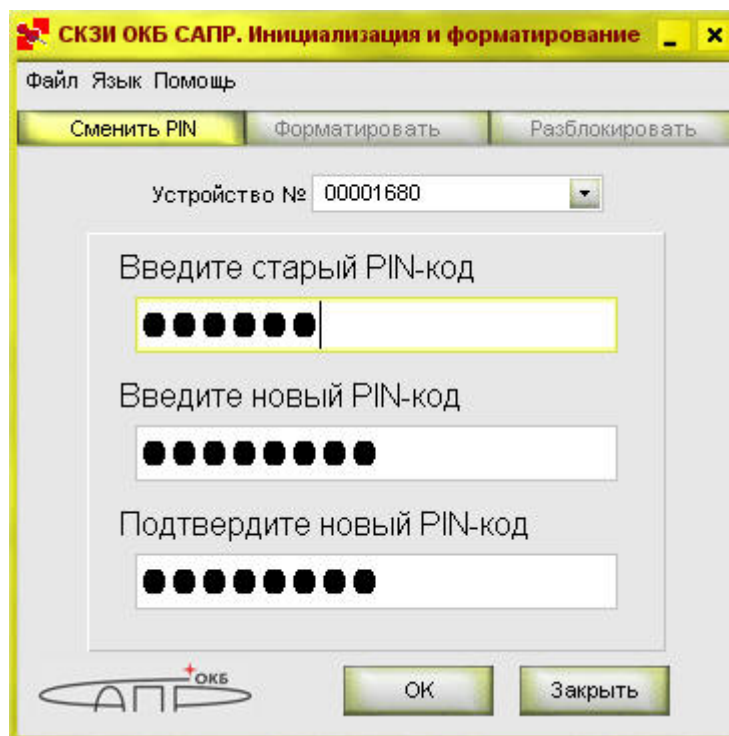 СКЗИ ОКБ САПР. Инициализация и форматирование
Файл Язык Помощь
Сменить PIN Форматировать Разблокировать
Устройство № 00001680
Введите старый PIN-код
●●●●●●
Введите новый PIN-код
●●●●●●●●
Подтвердите новый PIN-код
●●●●●●●●
ОКБ
САПР
OK Закрыть